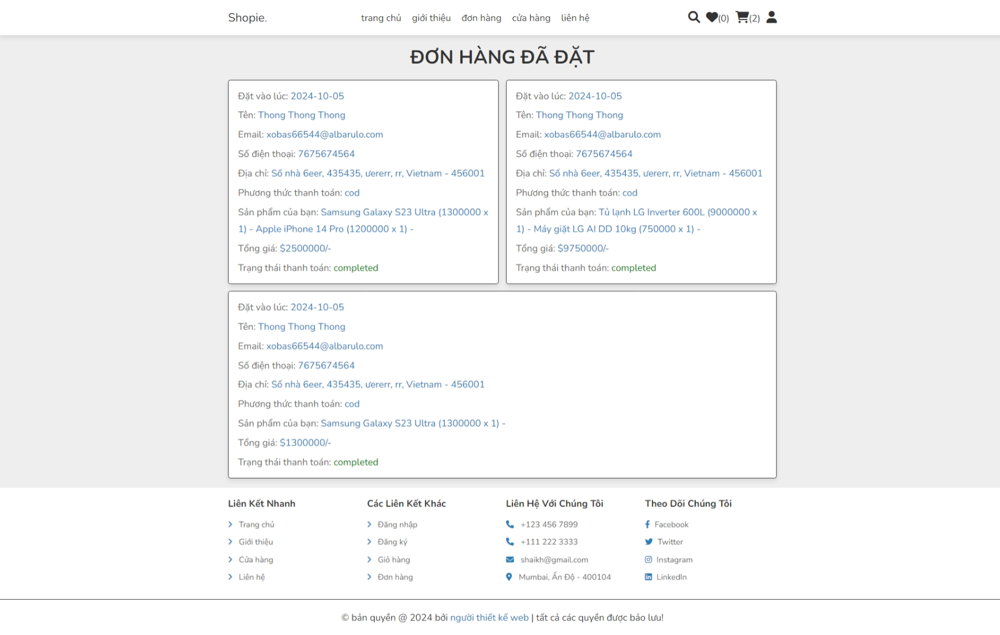 Shopie.
trang chủ giới thiệu đơn hàng cửa hàng liên hệ
(0) (2)
ĐƠN HÀNG ĐÃ ĐẶT
Đặt vào lúc: 2024-10-05
Tên: Thong Thong Thong
Email: xobas66544@albarulo.com
Số điện thoại: 7675674564
Địa chỉ: Số nhà 6eer, 435435, ưererr, rr, Vietnam - 456001
Phương thức thanh toán: cod
Sản phẩm của bạn: Samsung Galaxy S23 Ultra (1300000 x
1) - Apple iPhone 14 Pro (1200000 x 1) -
Tổng giá: $2500000/-
Trạng thái thanh toán: completed
Đặt vào lúc: 2024-10-05
Tên: Thong Thong Thong
Email: xobas66544@albarulo.com
Số điện thoại: 7675674564
Địa chỉ: Số nhà 6eer, 435435, ưererr, rr, Vietnam - 456001
Phương thức thanh toán: cod
Sản phẩm của bạn: Tủ lạnh LG Inverter 600L (9000000 x
1) - Máy giặt LG AI DD 10kg (750000 x 1) -
Tổng giá: $9750000/-
Trạng thái thanh toán: completed
Đặt vào lúc: 2024-10-05
Tên: Thong Thong Thong
Email: xobas66544@albarulo.com
Số điện thoại: 7675674564
Địa chỉ: Số nhà 6eer, 435435, ưererr, rr, Vietnam - 456001
Phương thức thanh toán: cod
Sản phẩm của bạn: Samsung Galaxy S23 Ultra (1300000 x 1) -
Tổng giá: $1300000/-
Trạng thái thanh toán: completed
Liên Kết Nhanh
Trang chủ
Giới thiệu
Cửa hàng
Liên hệ
Các Liên Kết Khác
Đăng nhập
Đăng ký
Giỏ hàng
Đơn hàng
Liên Hệ Với Chúng Tôi
+123 456 7899
+111 222 3333
shaikh@gmail.com
Mumbai, Ấn Độ - 400104
Theo Dõi Chúng Tôi
Facebook
Twitter
Instagram
LinkedIn
© bản quyền @ 2024 bởi người thiết kế web | tất cả các quyền được bảo lưu!